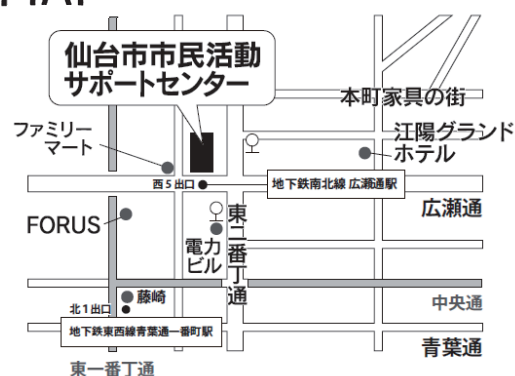 仙台市市民活動
サポートセンター
本町家具の街
ファミリー
マート
江陽グランド
ホテル
西5出口
地下鉄南北線 広瀬通駅
広瀬通
FORUS
東二番丁通
電力
ビル
藤崎
北1出口
中央通
地下鉄東西線青葉通一番町駅
青葉通
東一番丁通